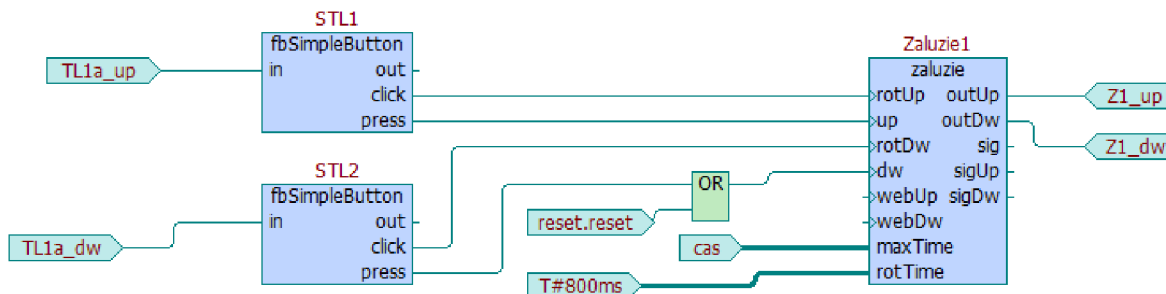 STL1
fbSimpleButton
TL1a_up
in out
click
press
STL2
fbSimpleButton
TL1a_dw
in out
click
press
OR
reset.reset
cas
T#800ms
Zaluzie1
zaluzie
rotUp outUp
up outDw
rotDw sig
dw sigUp
webUp sigDw
webDw
maxTime
rotTime
Z1_up
Z1_dw